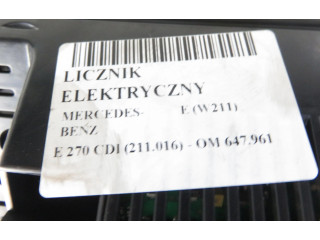 LICZNIK
ELEKTRYCZNY
MERCEDES- E (W211)
BENZ
E 270 CDI (211.016) - OM 647.961